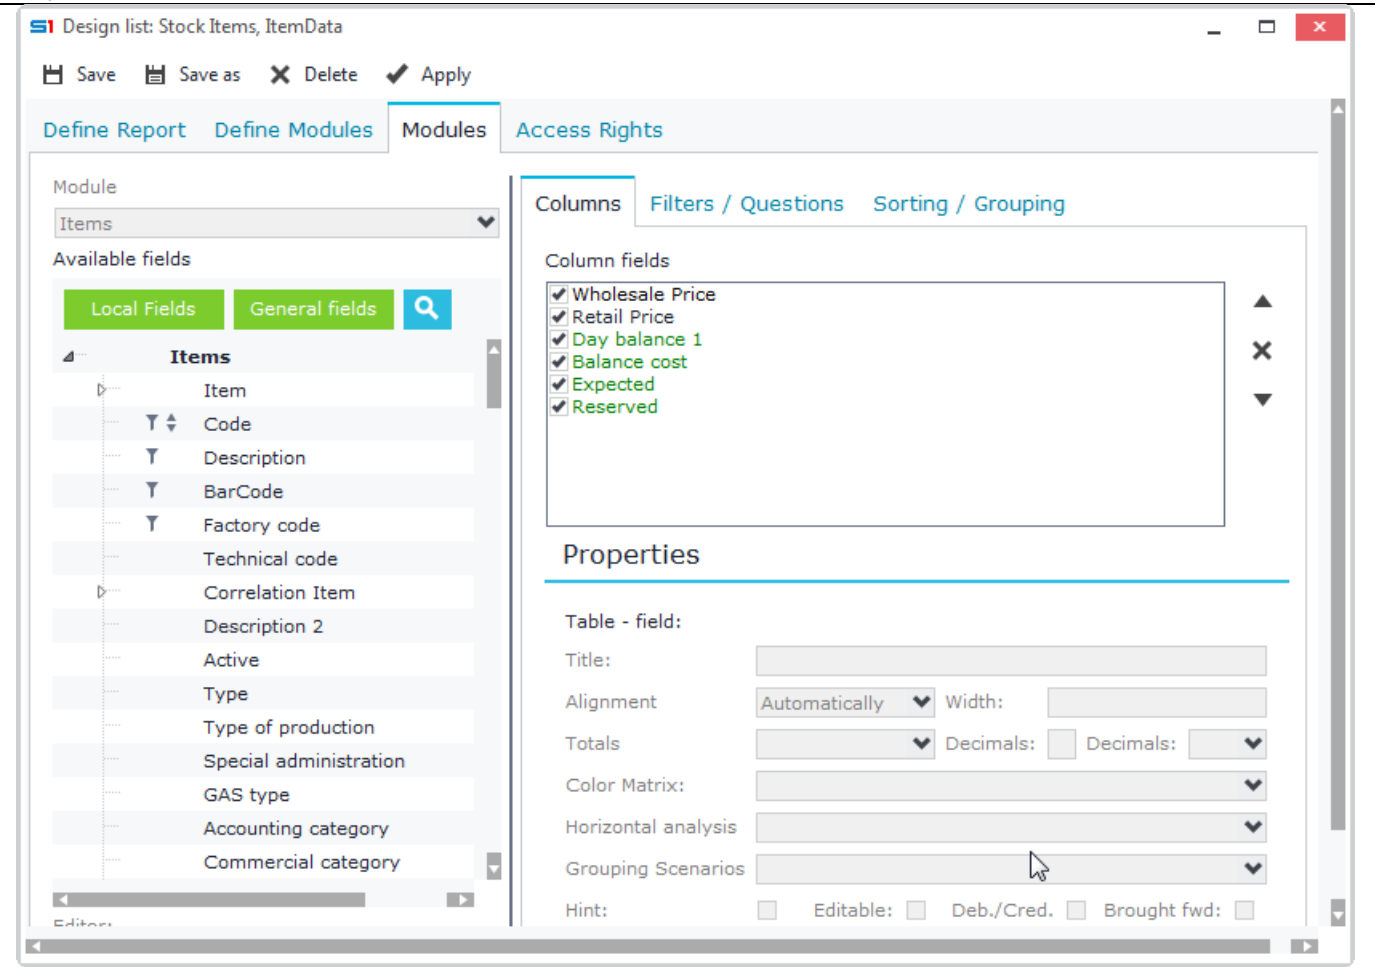 S1 Design list: Stock Items, ItemData
Save Save as Delete Apply
Define Report Define Modules Modules Access Rights
Module
Items
Available fields
Local Fields General fields
Items
Item
Code
Description
BarCode
Factory code
Technical code
Correlation Item
Description 2
Active
Type
Type of production
Special administration
GAS type
Accounting category
Commercial category
Editor:
Columns Filters / Questions Sorting / Grouping
Column fields
Wholesale Price
Retail Price
Day balance 1
Balance cost
Expected
Reserved
Properties
Table - field:
Title:
Alignment Automatically Width:
Totals Decimals: Decimals:
Color Matrix:
Horizontal analysis
Grouping Scenarios
Hint: Editable: Deb./Cred. Brought fwd: